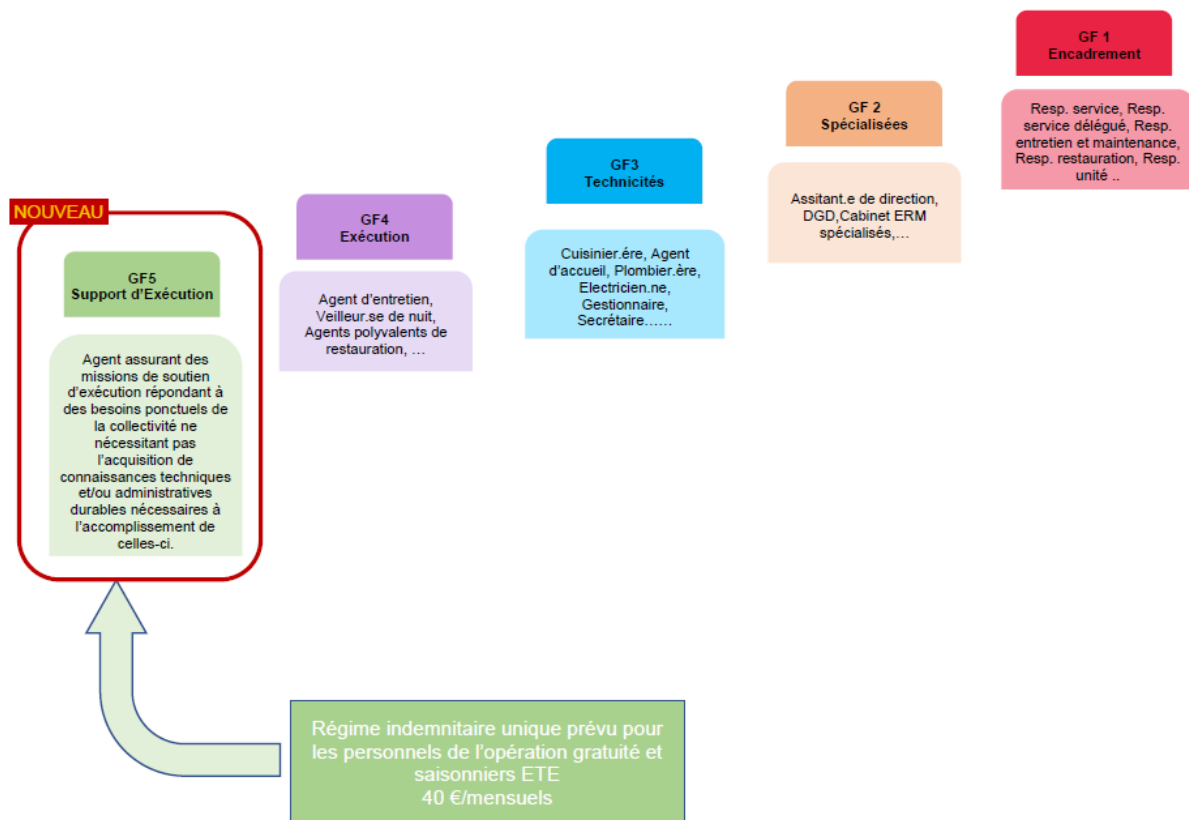 NOUVEAU
GF5
Support d'Exécution
Agent assurant des
missions de soutien
d'exécution répondant à
des besoins ponctuels de
la collectivité ne
nécessitant pas
l'acquisition de
connaissances techniques
et/ou administratives
durables nécessaires à
l'accomplissement de
celles-ci.
GF4
Exécution
Agent d'entretien,
Veilleur.se de nuit,
Agents polyvalents de
restauration, …
GF3
Technicités
Cuisinier.ére, Agent
d'accueil, Plombier.ère,
Electricien.ne,
Gestionnaire,
Secrétaire……
GF 2
Spécialisées
Assitant.e de direction,
DGD,Cabinet ERM
spécialisés,…
GF 1
Encadrement
Resp. service, Resp.
service délégué, Resp.
entretien et maintenance,
Resp. restauration, Resp.
unité ..
Régime indemnitaire unique prévu pour
les personnels de l'opération gratuité et
saisonniers ETE
40 €/mensuels